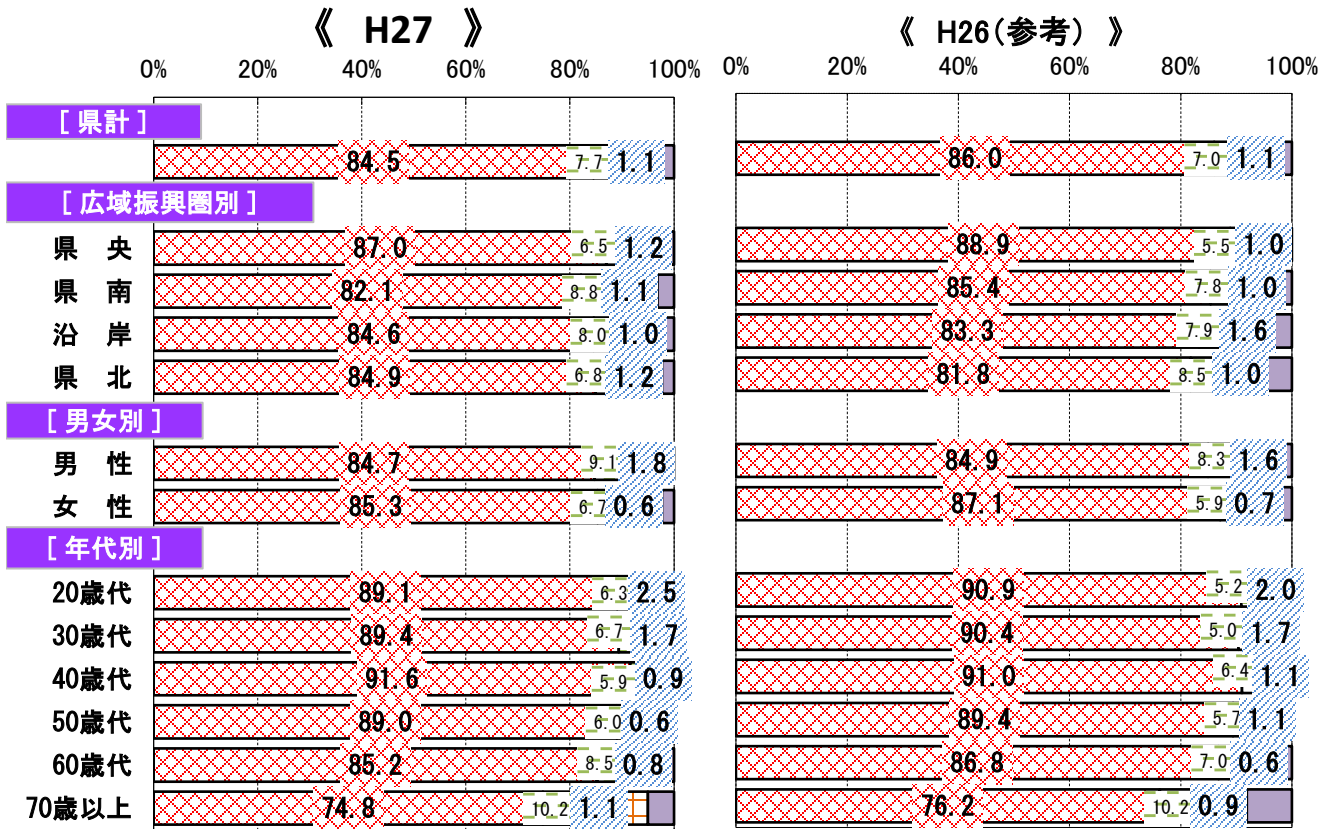 《 H27 》 《 H26(参考) 》
0% 20% 40% 60% 80% 100% 0% 20% 40% 60% 80% 100%
[ 県計 ]
84.5 7.7 1.1 86.0 7.0 1.1
[ 広域振興圏別 ]
県 央 87.0 6.5 1.2 88.9 5.5 1.0
県 南 82.1 8.8 1.1 85.4 7.8 1.0
沿 岸 84.6 8.0 1.0 83.3 7.9 1.6
県 北 84.9 6.8 1.2 81.8 8.5 1.0
[ 男女別 ]
男 性 84.7 9.1 1.8 84.9 8.3 1.6
女 性 85.3 6.7 0.6 87.1 5.9 0.7
[ 年代別 ]
20歳代 89.1 6.3 2.5 90.9 5.2 2.0
30歳代 89.4 6.7 1.7 90.4 5.0 1.7
40歳代 91.6 5.9 0.9 91.0 6.4 1.1
50歳代 89.0 6.0 0.6 89.4 5.7 1.1
60歳代 85.2 8.5 0.8 86.8 7.0 0.6
70歳以上 74.8 10.2 1.1 76.2 10.2 0.9